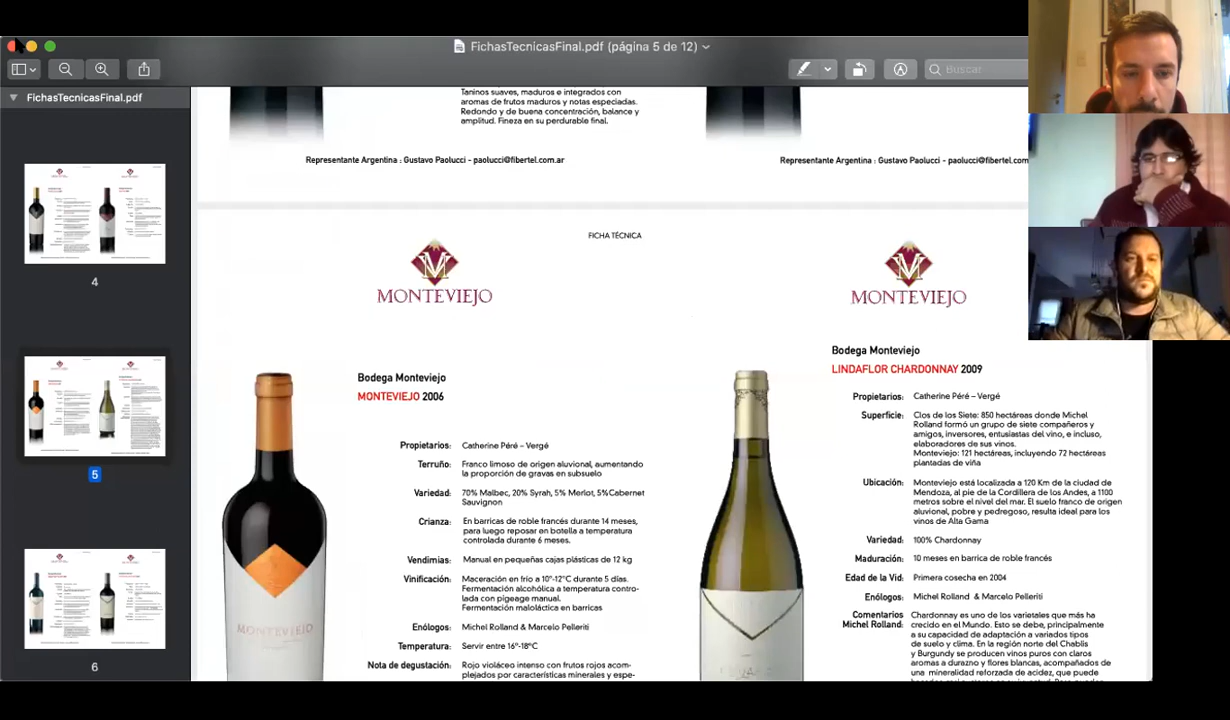 FichasTecnicasFinal.pdf (página 5 de 12)
Buscar
FichasTecnicasFinal.pdf
4
5
6
Taninos suaves, maduros e integrados con
aromas de frutos maduros y notas especiadas.
Redondo y de buena concentración, balance y
amplitud. Fineza en su perdurable final.
Representante Argentina : Gustavo Paolucci - paolucci@fibertel.com.ar
Representante Argentina : Gustavo Paolucci - paolucci@fibertel.com
FICHA TÉCNICA
M
MONTEVIEJO
Bodega Monteviejo
MONTEVIEJO 2006
Propietarios: Catherine Péré – Vergé
Terruño: Franco limoso de origen aluvional, aumentando
la proporción de gravas en subsuelo
Variedad: 70% Malbec, 20% Syrah, 5% Merlot, 5%Cabernet
Sauvignon
Crianza: En barricas de roble francés durante 14 meses,
para luego reposar en botella a temperatura
controlada durante 6 meses.
Vendimias: Manual en pequeñas cajas plásticas de 12 kg
Vinificación: Maceración en frío a 10°-12°C durante 5 días.
Fermentación alcohólica a temperatura contro-
lada con pigeage manual.
Fermentación maloláctica en barricas
Enólogos: Michel Rolland & Marcelo Pelleriti
Temperatura: Servir entre 16°-18°C
Nota de degustación: Rojo violáceo intenso con frutos rojos acom-
plejados por características minerales y espe-
MONTEVIEJO
M
MONTEVIEJO
Bodega Monteviejo
LINDAFLOR CHARDONNAY 2009
Propietarios: Catherine Péré – Vergé
Superficie: Clos de los Siete: 850 hectáreas donde Michel
Rolland formó un grupo de siete compañeros y
amigos, inversores, entusiastas del vino, e incluso,
elaboradores de sus vinos.
Monteviejo: 121 hectáreas, incluyendo 72 hectáreas
plantadas de viña
Ubicación: Monteviejo está localizada a 120 Km de la ciudad de
Mendoza, al pie de la Cordillera de los Andes, a 1100
metros sobre el nivel del mar. El suelo franco de origen
aluvional, pobre y pedregoso, resulta ideal para los
vinos de Alta Gama
Variedad: 100% Chardonnay
Maduración: 10 meses en barrica de roble francés
Edad de la Vid: Primera cosecha en 2004
Enólogos: Michel Rolland & Marcelo Pelleriti
Comentarios Michel Rolland: Chardonnay es uno de los varietales que más ha
crecido en el Mundo. Esto se debe, principalmente
a su capacidad de adaptación a variados tipos
de suelo y clima. En la región norte del Chablis
y Burgundy se producen vinos puros con claros
aromas a durazno y flores blancas, acompañados de
una mineralidad reforzada de acidez, que puede